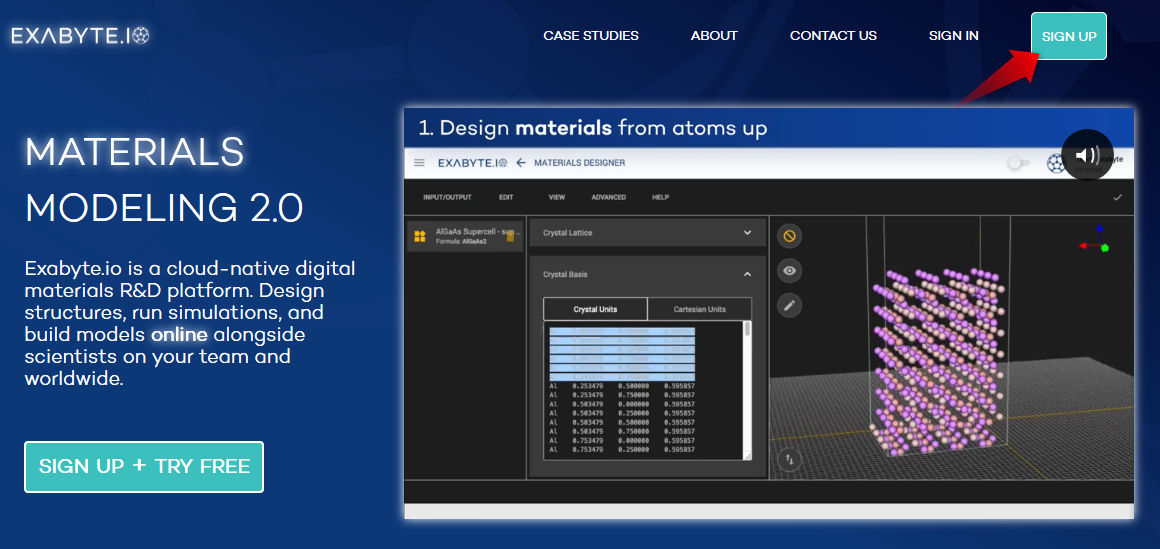 EXABYTE.IO
CASE STUDIES
ABOUT
CONTACT US
SIGN IN
SIGN UP
MATERIALS
MODELING 2.0
Exabyte.io is a cloud-native digital
materials R&D platform. Design
structures, run simulations, and
build models online alongside
scientists on your team and
worldwide.
SIGN UP + TRY FREE
1. Design materials from atoms up
EXABYTE.IO
MATERIALS DESIGNER
INPUT/OUTPUT
EDIT
VIEW
ADVANCED
HELP
AlGaAs Supercell - sup...
Formula: AlGaAs2
Crystal Lattice
Crystal Basis
Crystal Units
Cartesian Units
Al 0.253479 0.500000 0.595857
Al 0.253479 0.750000 0.595857
Al 0.503479 0.000000 0.595857
Al 0.503479 0.250000 0.595857
Al 0.503479 0.500000 0.595857
Al 0.503479 0.750000 0.595857
Al 0.753479 0.000000 0.595857
Al 0.753479 0.250000 0.595857